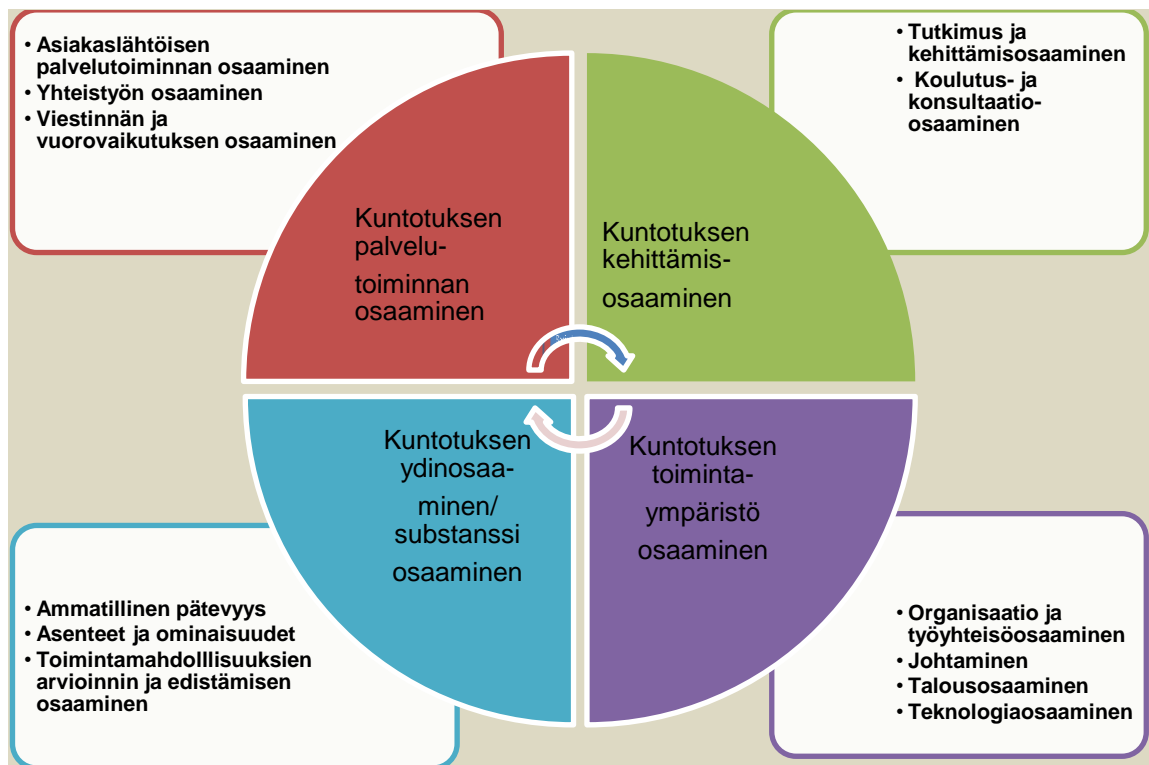 • Asiakaslähtöisen
palvelutoiminnan osaaminen
• Yhteistyön osaaminen
• Viestinnän ja
vuorovaikutuksen osaaminen
• Tutkimus ja
kehittämisosaaminen
• Koulutus- ja
konsultaatio-
osaaminen
Kuntotuksen
palvelu-
toiminnan
osaaminen
Kuntotuksen
kehittämis-
osaaminen
Kuntotuksen
ydinosaa-
minen/
substanssi
osaaminen
Kuntotuksen
toiminta-
ympäristö
osaaminen
• Ammatillinen pätevyys
• Asenteet ja ominaisuudet
• Toimintamahdolllisuuksien
arvioinnin ja edistämisen
osaaminen
• Organisaatio ja
työyhteisöosaaminen
• Johtaminen
• Talousosaaminen
• Teknologiaosaaminen